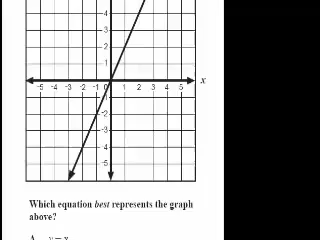 4
3
2
1
x
-5 -4 -3 -2 -1 0 1 2 3 4 5
-1
-2
-3
-4
-5
Which equation best represents the graph
above?
A y = x